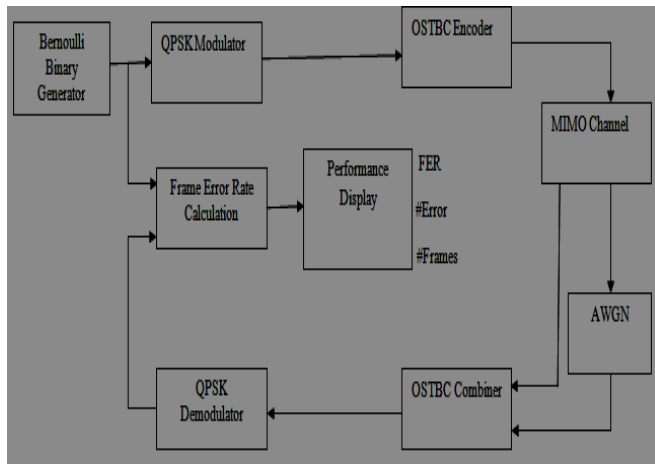 Bernoulli
Binary
Generator
QPSK Modulator
OSTBC Encoder
MIMO Channel
Frame Error Rate
Calculation
Performance
Display
FER
#Error
#Frames
AWGN
QPSK
Demodulator
OSTBC Combiner